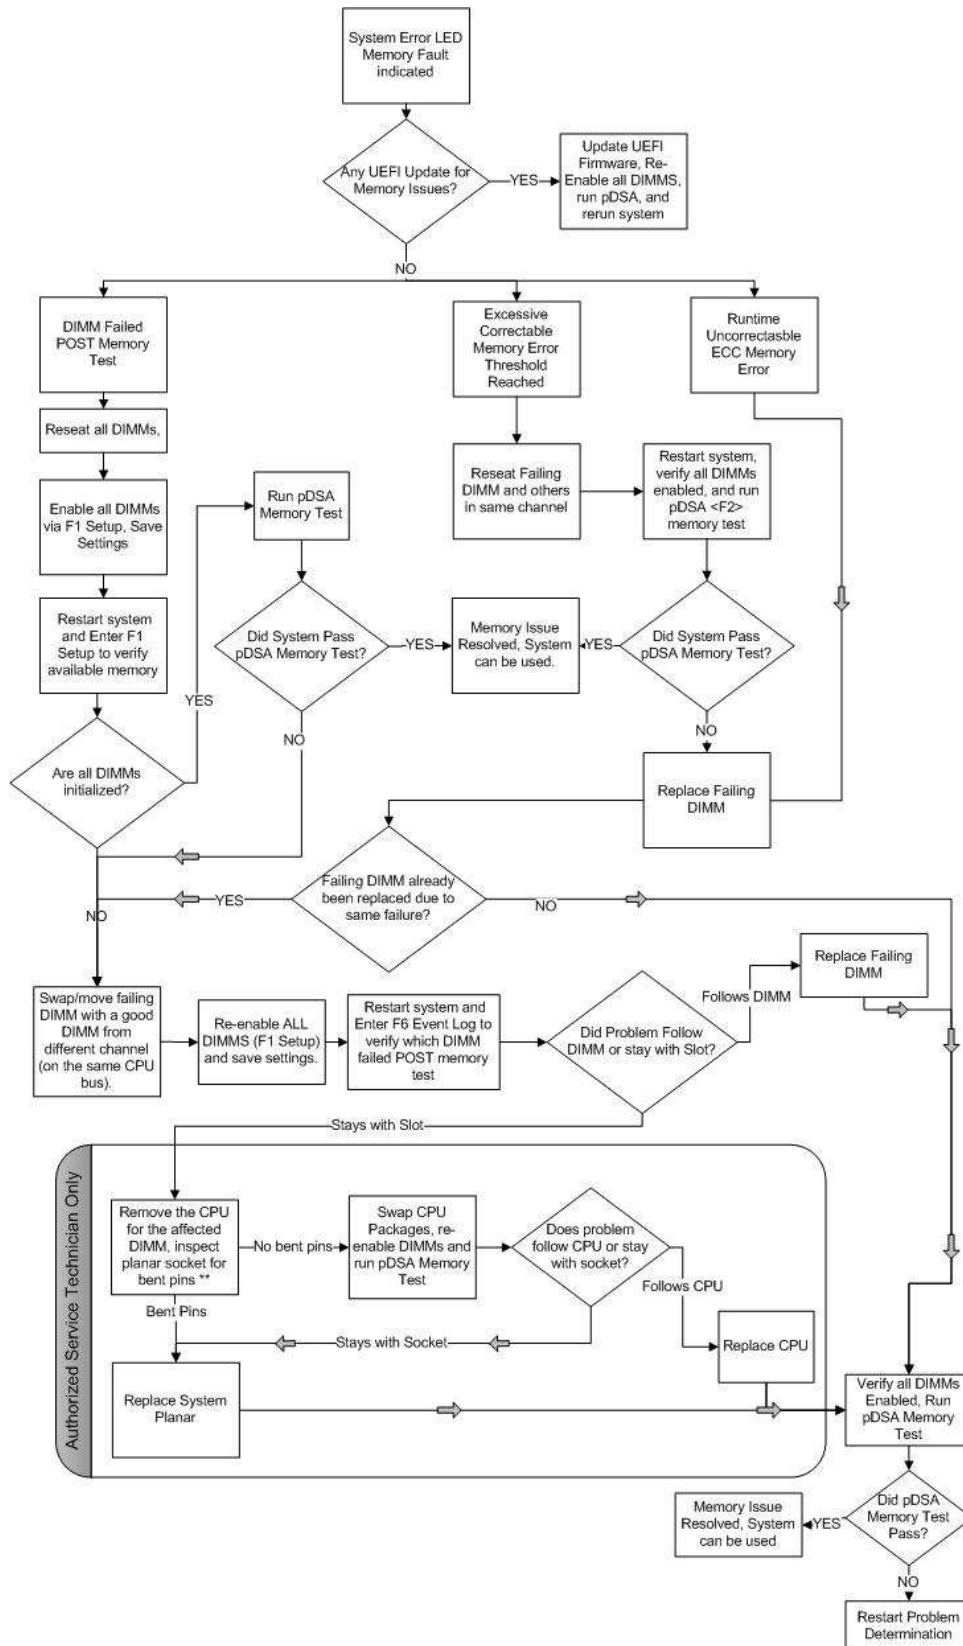 System Error LED
Memory Fault
indicated
Any UEFI Update for
Memory Issues?
YES
Update UEFI
Firmware, Re-
Enable all DIMMS,
run pDSA, and
rerun system
NO
DIMM Failed
POST Memory
Test
Excessive
Correctable
Memory Error
Threshold
Reached
Runtime
Uncorrectasble
ECC Memory
Error
Reseat all DIMMs,
Enable all DIMMs
via F1 Setup, Save
Settings
Run pDSA
Memory Test
Reseat Failing
DIMM and others
in same channel
Restart system,
verify all DIMMs
enabled, and run
pDSA <F2>
memory test
Restart system
and Enter F1
Setup to verify
available memory
YES
Did System Pass
pDSA Memory Test?
YES
Memory Issue
Resolved, System
can be used.
YES
Did System Pass
pDSA Memory Test?
NO
NO
Are all DIMMs
initialized?
Replace Failing
DIMM
Failing DIMM already
been replaced due to
same failure?
YES
NO
NO
Swap/move failing
DIMM with a good
DIMM from
different channel
(on the same CPU
bus).
Re-enable ALL
DIMMS (F1 Setup)
and save settings.
Restart system and
Enter F6 Event Log to
verify which DIMM
failed POST memory
test
Did Problem Follow
DIMM or stay with Slot?
Follows DIMM
Replace Failing
DIMM
Stays with Slot
Authorized Service Technician Only
Remove the CPU
for the affected
DIMM, inspect
planar socket for
bent pins **
No bent pins
Swap CPU
Packages, re-
enable DIMMs and
run pDSA Memory
Test
Does problem
follow CPU or stay
with socket?
Follows CPU
Bent Pins
Stays with Socket
Replace CPU
Replace System
Planar
Verify all DIMMs
Enabled, Run
pDSA Memory
Test
Did pDSA
Memory Test
Pass?
YES
Memory Issue
Resolved, System
can be used
NO
Restart Problem
Determination